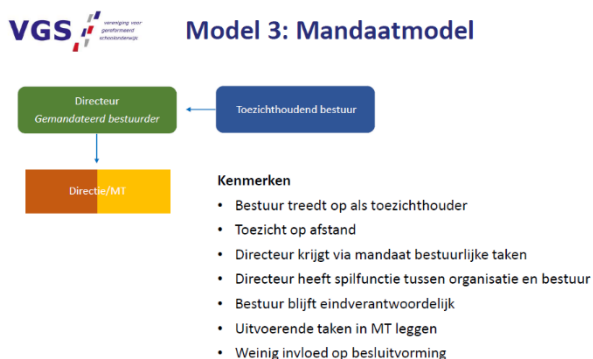 VGS
vereniging voor
gereformeerd
schoolonderwijs
Model 3: Mandaatmodel
Directeur
Gemandateerd bestuurder
Toezichthoudend bestuur
Directie/MT
Kenmerken
• Bestuur treedt op als toezichthouder
• Toezicht op afstand
• Directeur krijgt via mandaat bestuurlijke taken
• Directeur heeft spilfunctie tussen organisatie en bestuur
• Bestuur blijft eindverantwoordelijk
• Uitvoerende taken in MT leggen
• Weinig invloed op besluitvorming